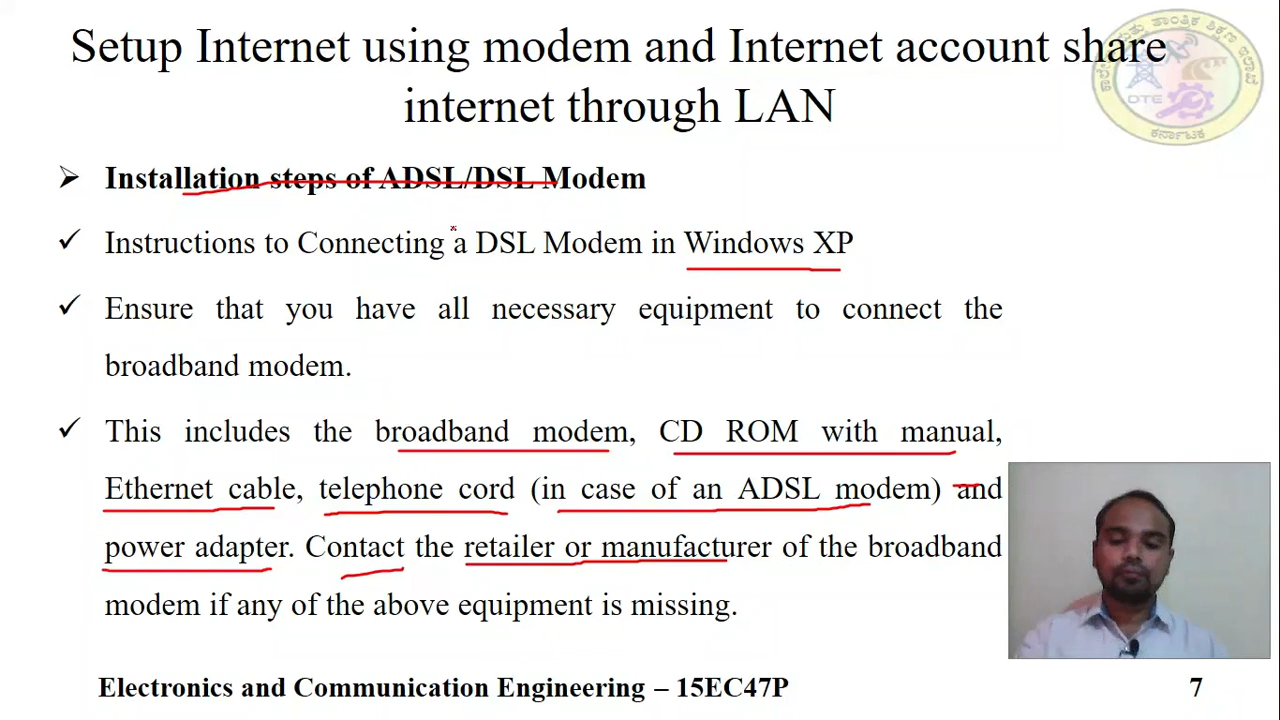 Setup Internet using modem and Internet account share
internet through LAN
Installation steps of ADSL/DSL Modem
Instructions to Connecting a DSL Modem in Windows XP
Ensure that you have all necessary equipment to connect the
broadband modem.
This includes the broadband modem, CD ROM with manual,
Ethernet cable, telephone cord (in case of an ADSL modem) and
power adapter. Contact the retailer or manufacturer of the broadband
modem if any of the above equipment is missing.
DTE
ಕರ್ನಾಟಕ
Electronics and Communication Engineering – 15EC47P
7